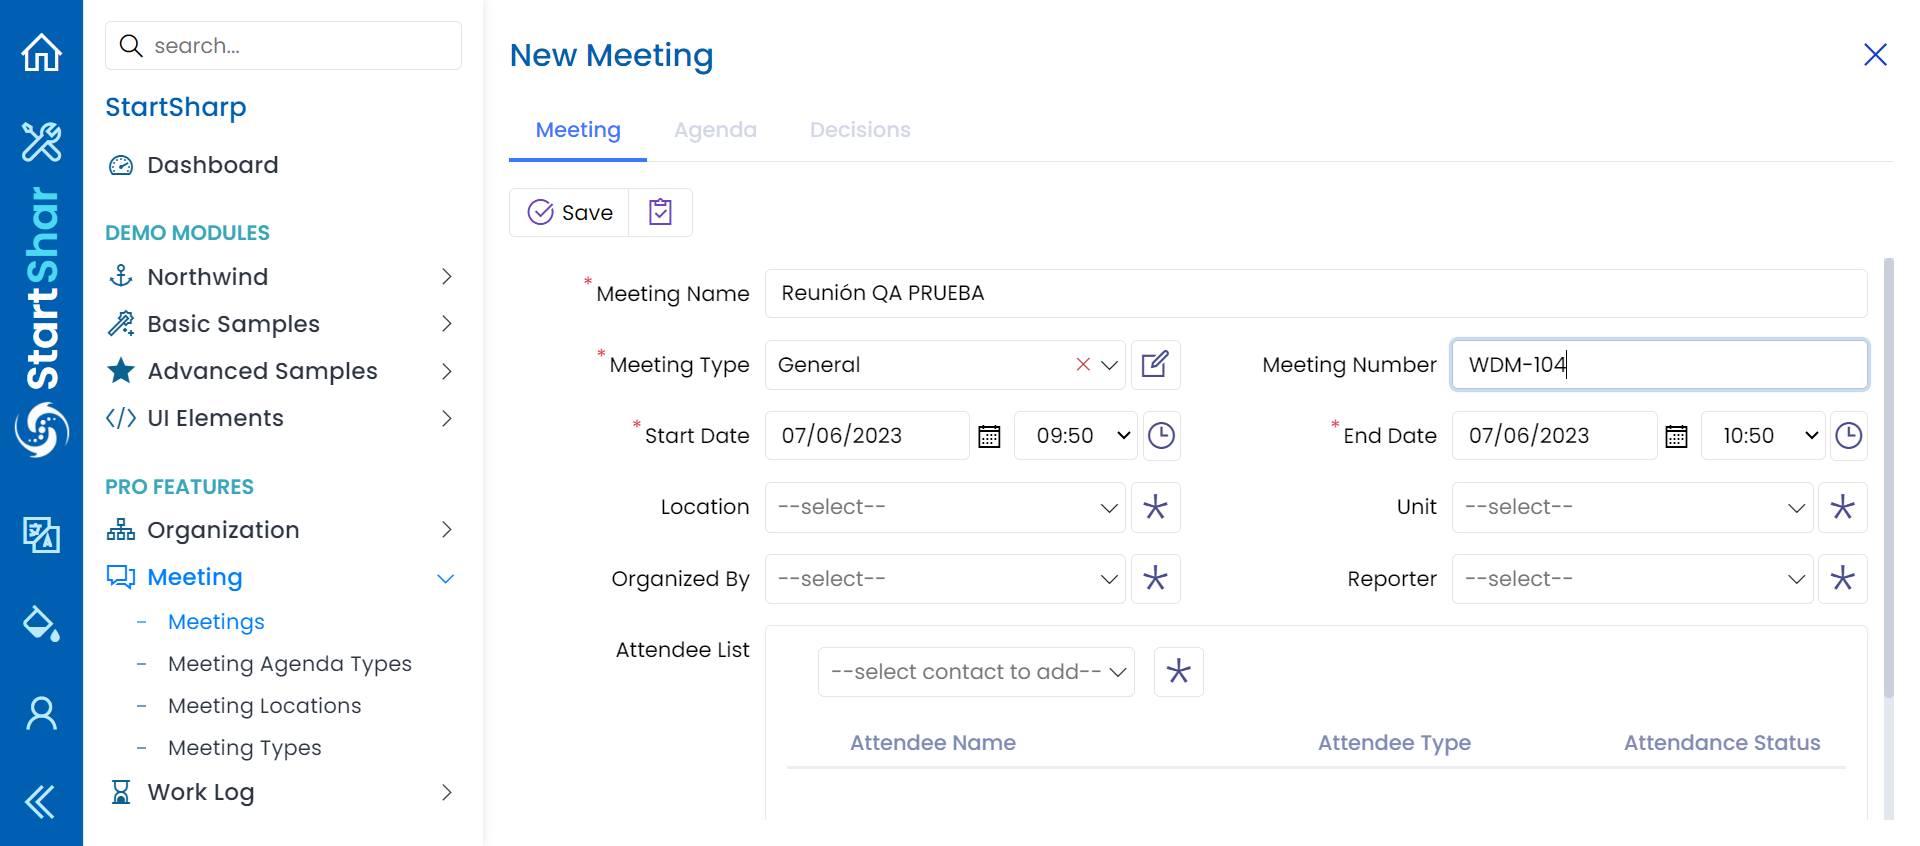 search...
StartSharp
Dashboard
DEMO MODULES
Northwind
Basic Samples
Advanced Samples
UI Elements
PRO FEATURES
Organization
Meeting
- Meetings
- Meeting Agenda Types
- Meeting Locations
- Meeting Types
Work Log
StartShar
New Meeting
Meeting Agenda Decisions
Save
* Meeting Name Reunión QA PRUEBA
* Meeting Type General Meeting Number WDM-104
* Start Date 07/06/2023 09:50 * End Date 07/06/2023 10:50
Location --select-- Unit --select--
Organized By --select-- Reporter --select--
Attendee List
--select contact to add--
Attendee Name Attendee Type Attendance Status